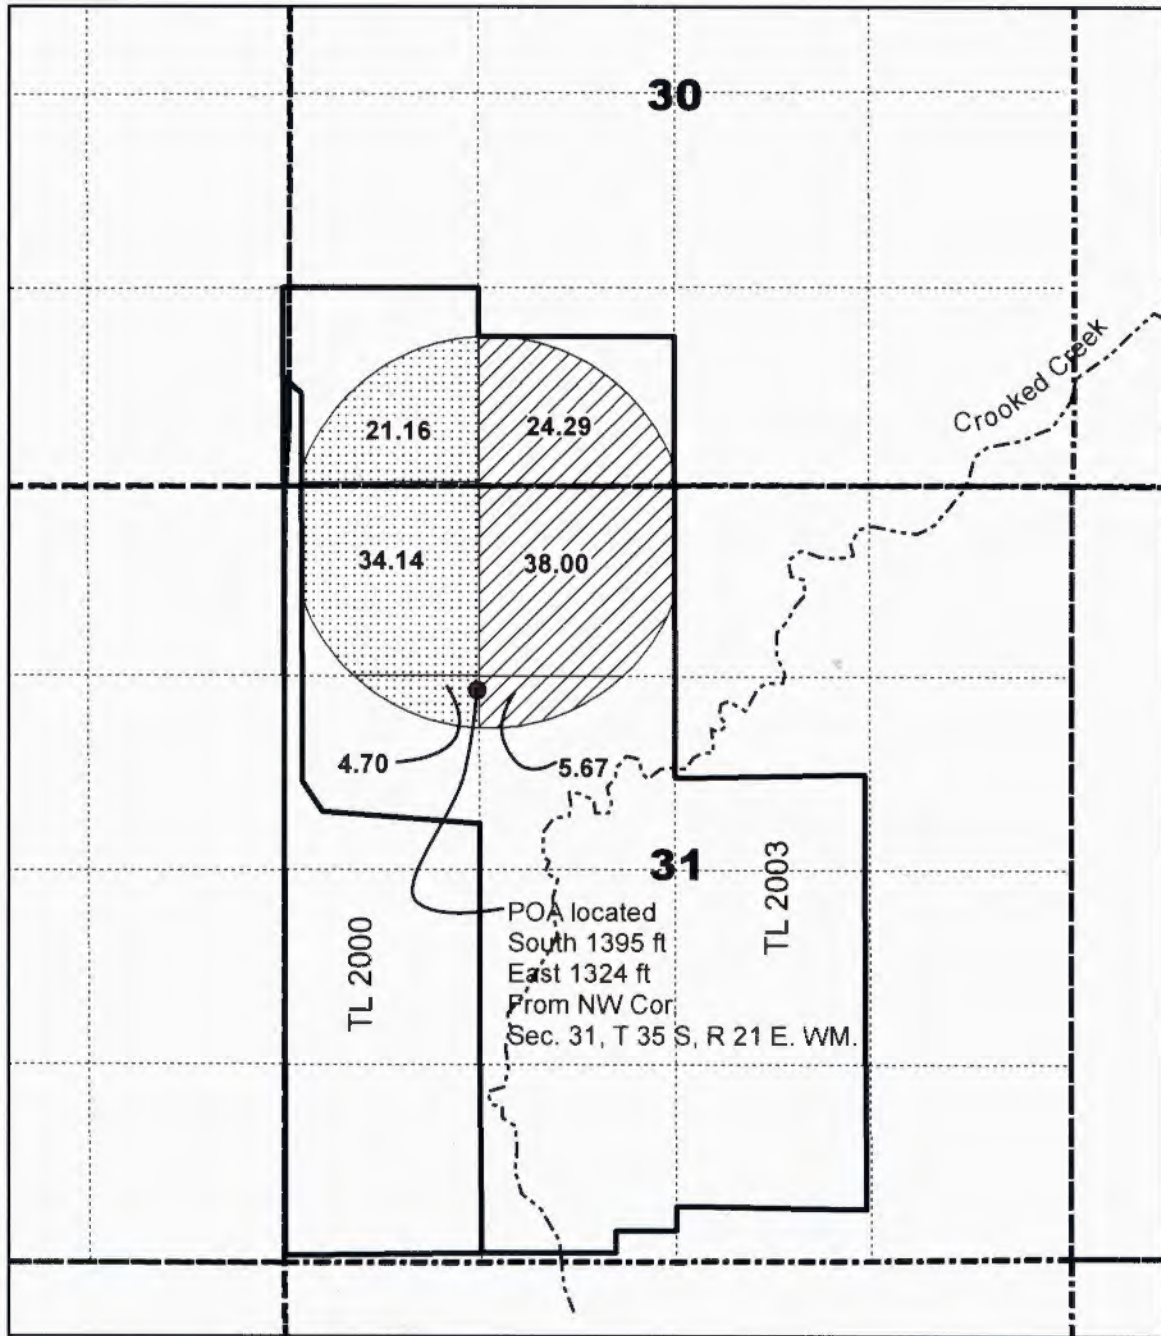 30
Crooked Creek
21.16
24.29
34.14
38.00
4.70
5.67
31
TL 2000
TL 2003
POA located
South 1395 ft
East 1324 ft
From NW Cor
Sec. 31, T 35 S, R 21 E. WM.